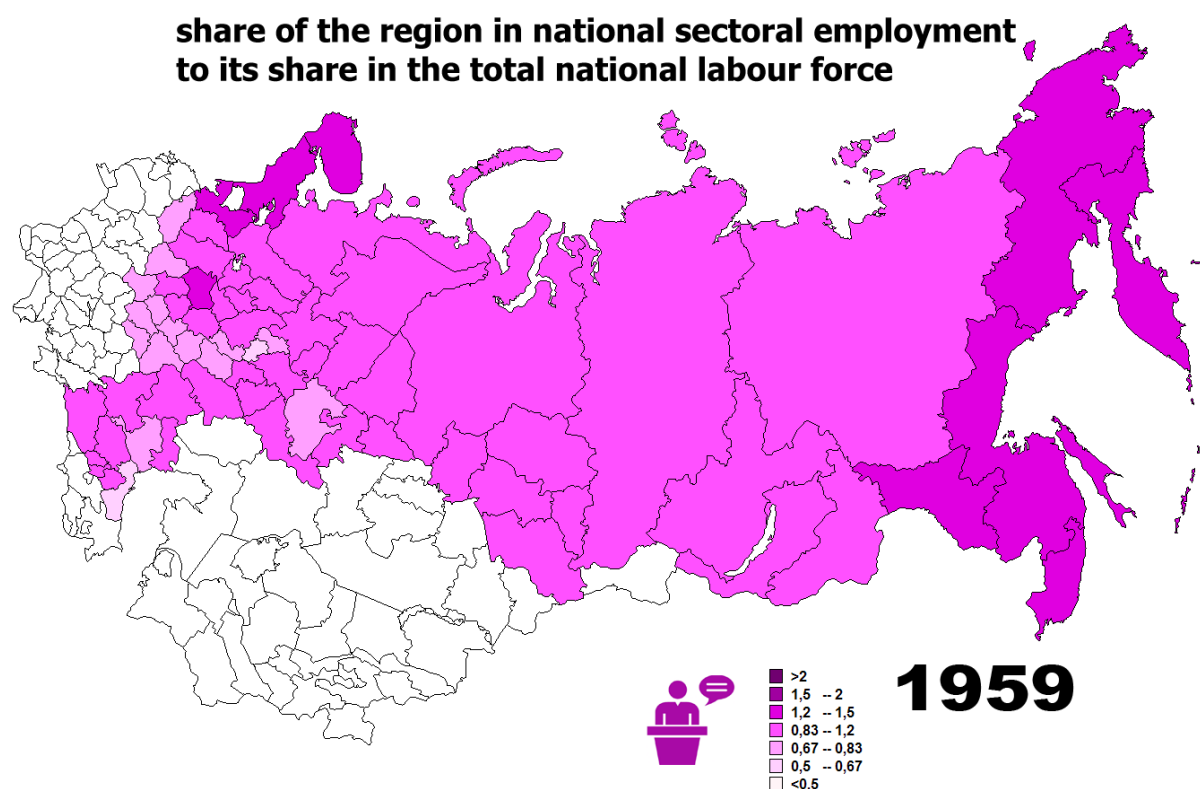 share of the region in national sectoral employment
to its share in the total national labour force
>2
1,5 -- 2
1,2 -- 1,5
0,83 -- 1,2
0,67 -- 0,83
0,5 -- 0,67
<0,5
1959